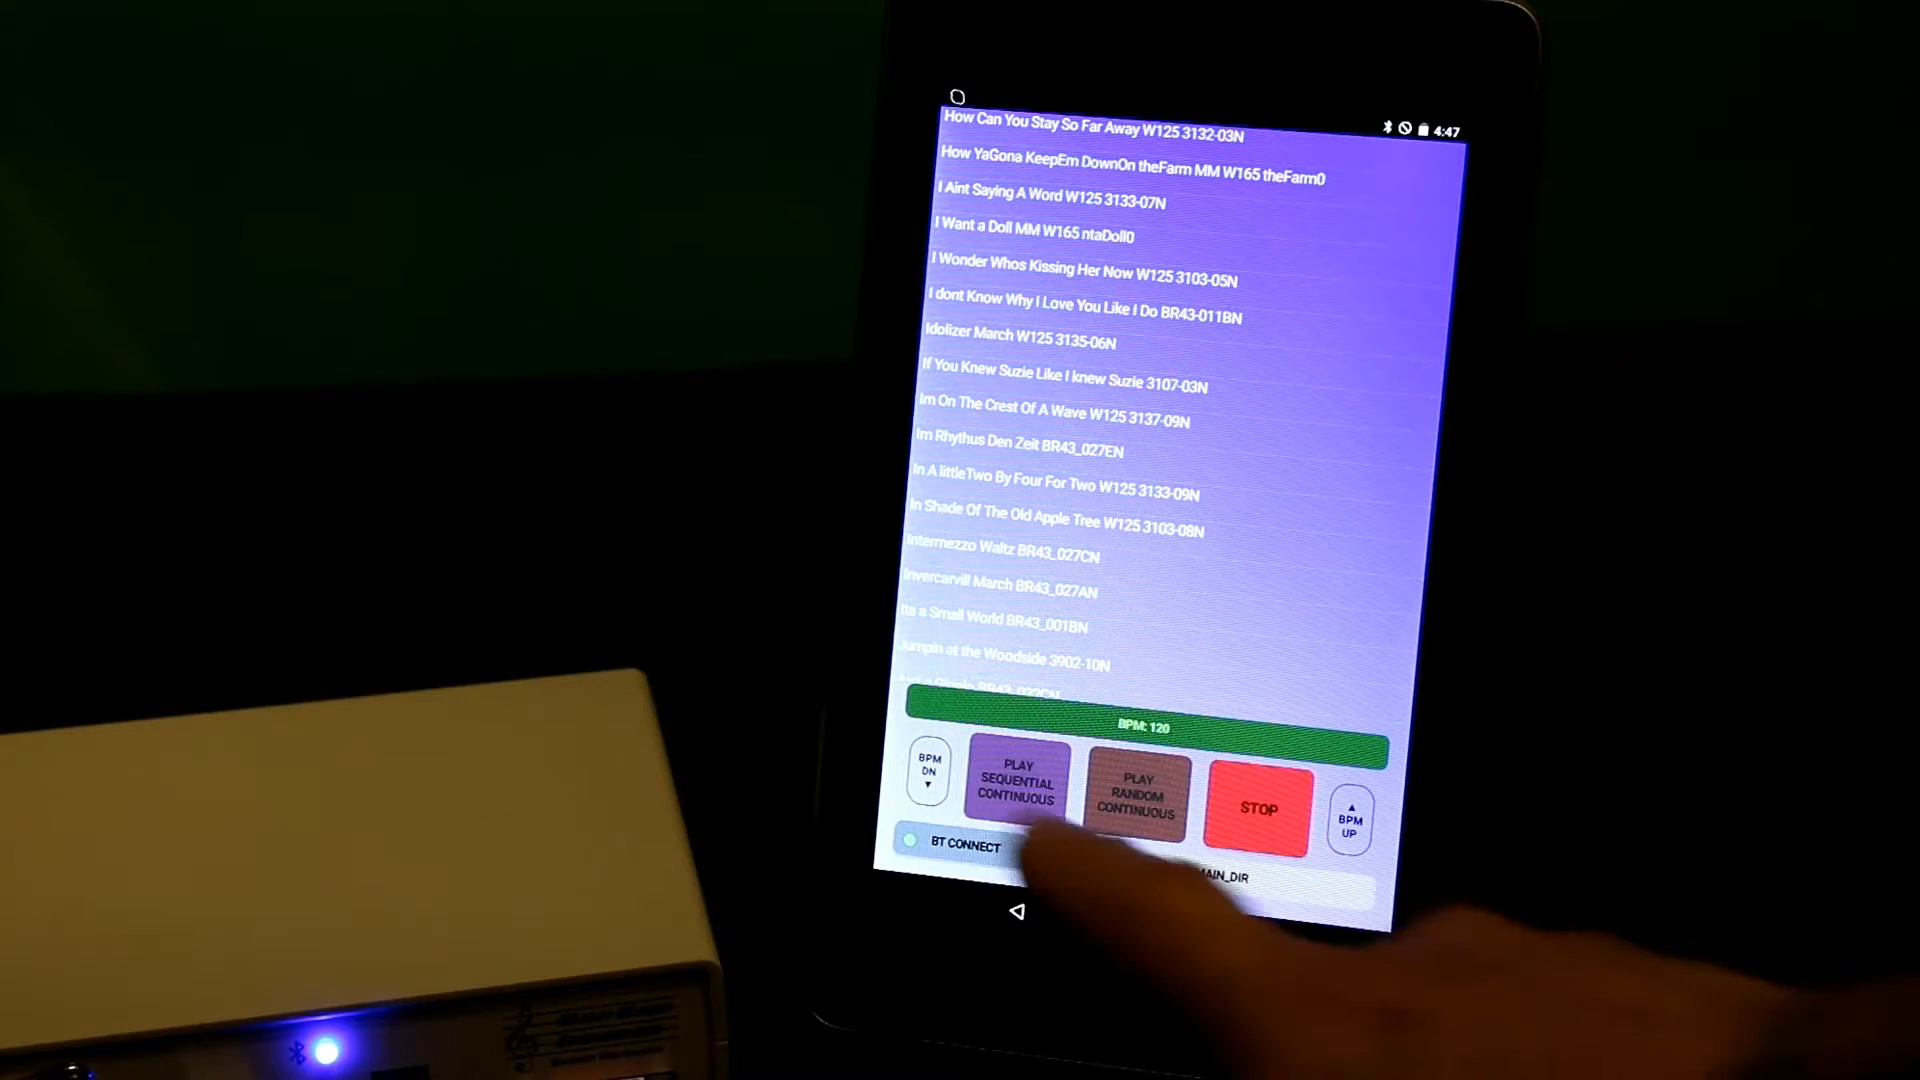 4:47
How Can You Stay So Far Away W125 3132-03N
How YaGona KeepEm DownOn theFarm MM W165 theFarm0
I Aint Saying A Word W125 3133-07N
I Want a Doll MM W165 ntaDoll0
I Wonder Whos Kissing Her Now W125 3103-05N
I dont Know Why I Love You Like I Do BR43-011BN
Idolizer March W125 3135-06N
If You Knew Suzie Like I knew Suzie 3107-03N
Im On The Crest Of A Wave W125 3137-09N
Im Rhythus Den Zeit BR43_027EN
In A littleTwo By Four For Two W125 3133-09N
In Shade Of The Old Apple Tree W125 3103-08N
Intermezzo Waltz BR43_027CN
Invercarvill March BR43_027AN
Its a Small World BR43_001BN
Jumpin at the Woodside 3902-10N
BPM: 120
BPM
DN
PLAY
SEQUENTIAL
CONTINUOUS
PLAY
RANDOM
CONTINUOUS
STOP
BPM
UP
BT CONNECT
MAIN_DIR